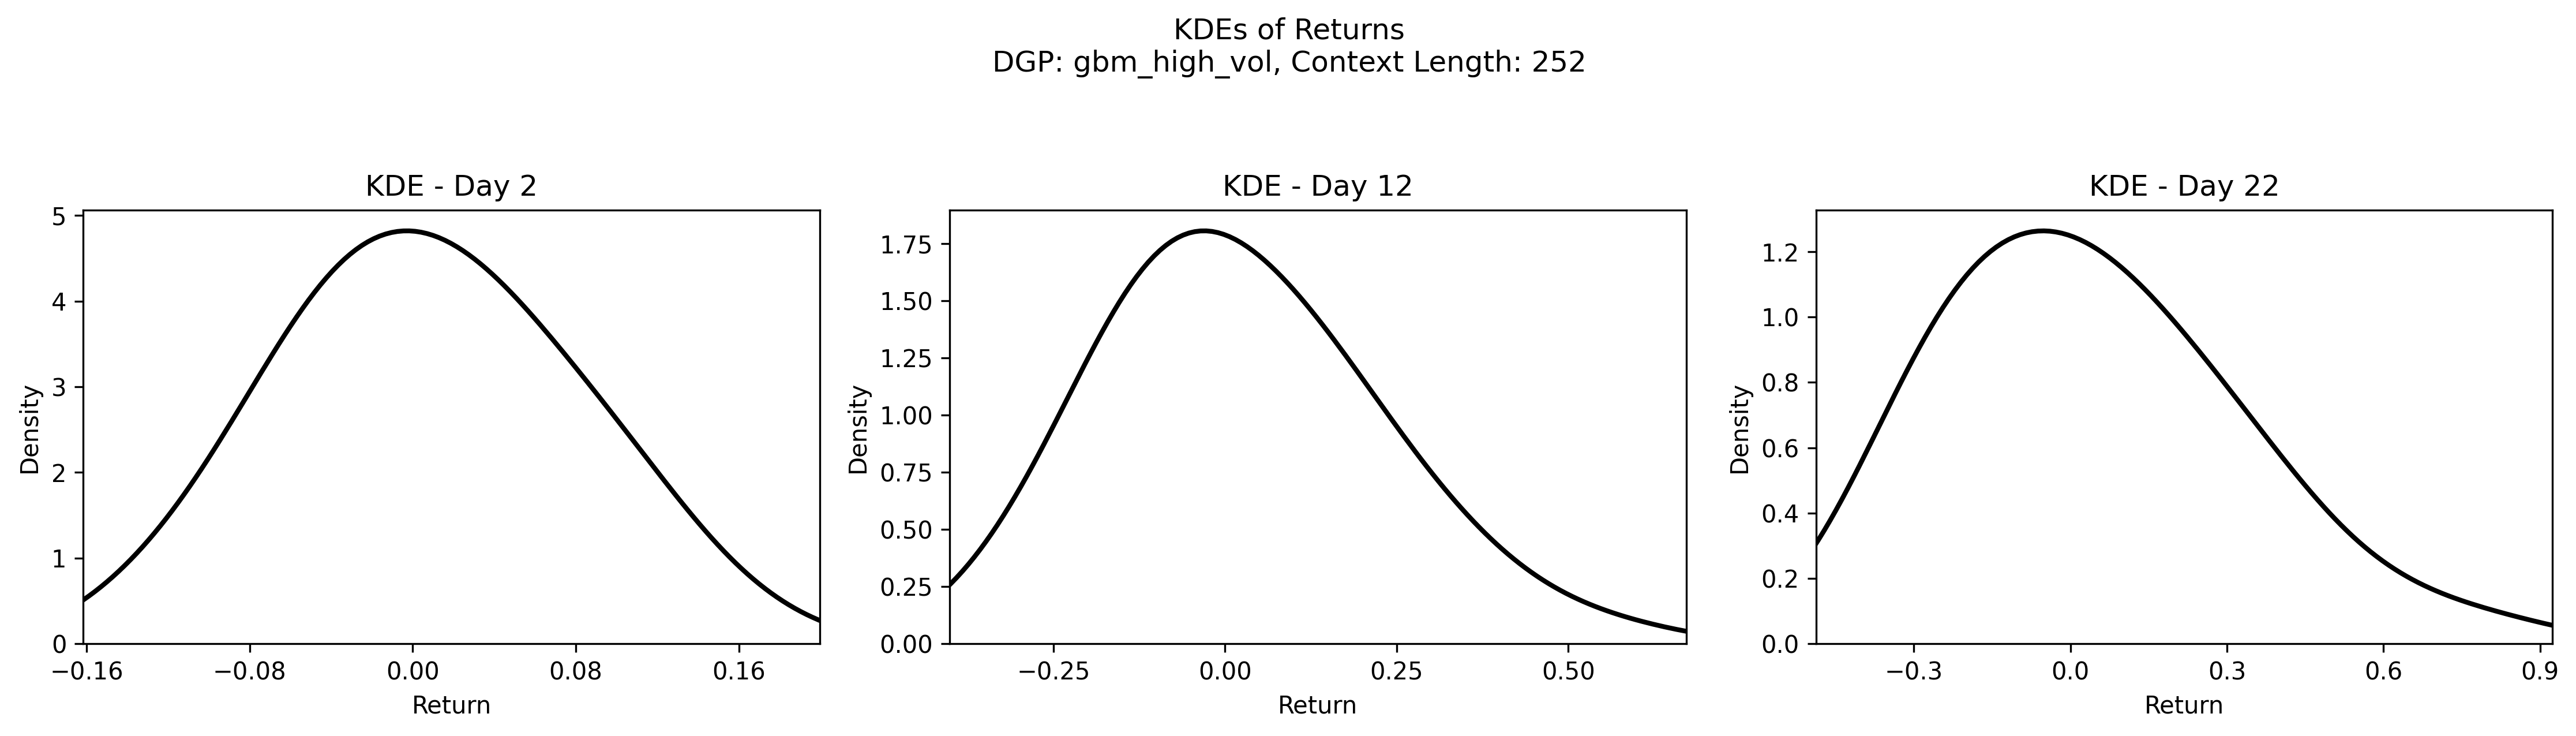 KDEs of Returns
DGP: gbm_high_vol, Context Length: 252
KDE - Day 2
5
4
3
2
1
0
Density
−0.16 −0.08 0.00 0.08 0.16
Return
KDE - Day 12
1.75
1.50
1.25
1.00
0.75
0.50
0.25
0.00
Density
−0.25 0.00 0.25 0.50
Return
KDE - Day 22
1.2
1.0
0.8
0.6
0.4
0.2
0.0
Density
−0.3 0.0 0.3 0.6 0.9
Return